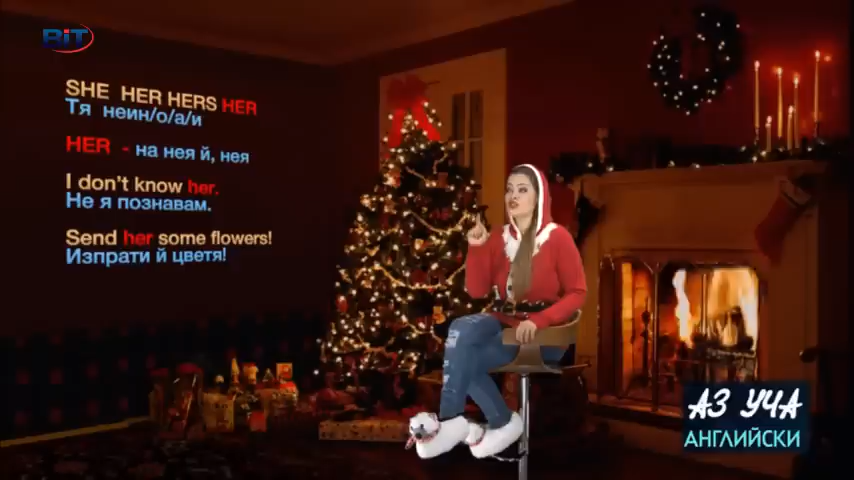 RiT
SHE HER HERS HER
Тя неин/о/а/и
HER - на нея й, нея
I don't know her.
Не я познавам.
Send her some flowers!
Изпрати й цветя!
АЗ УЧА
АНГЛИЙСКИ